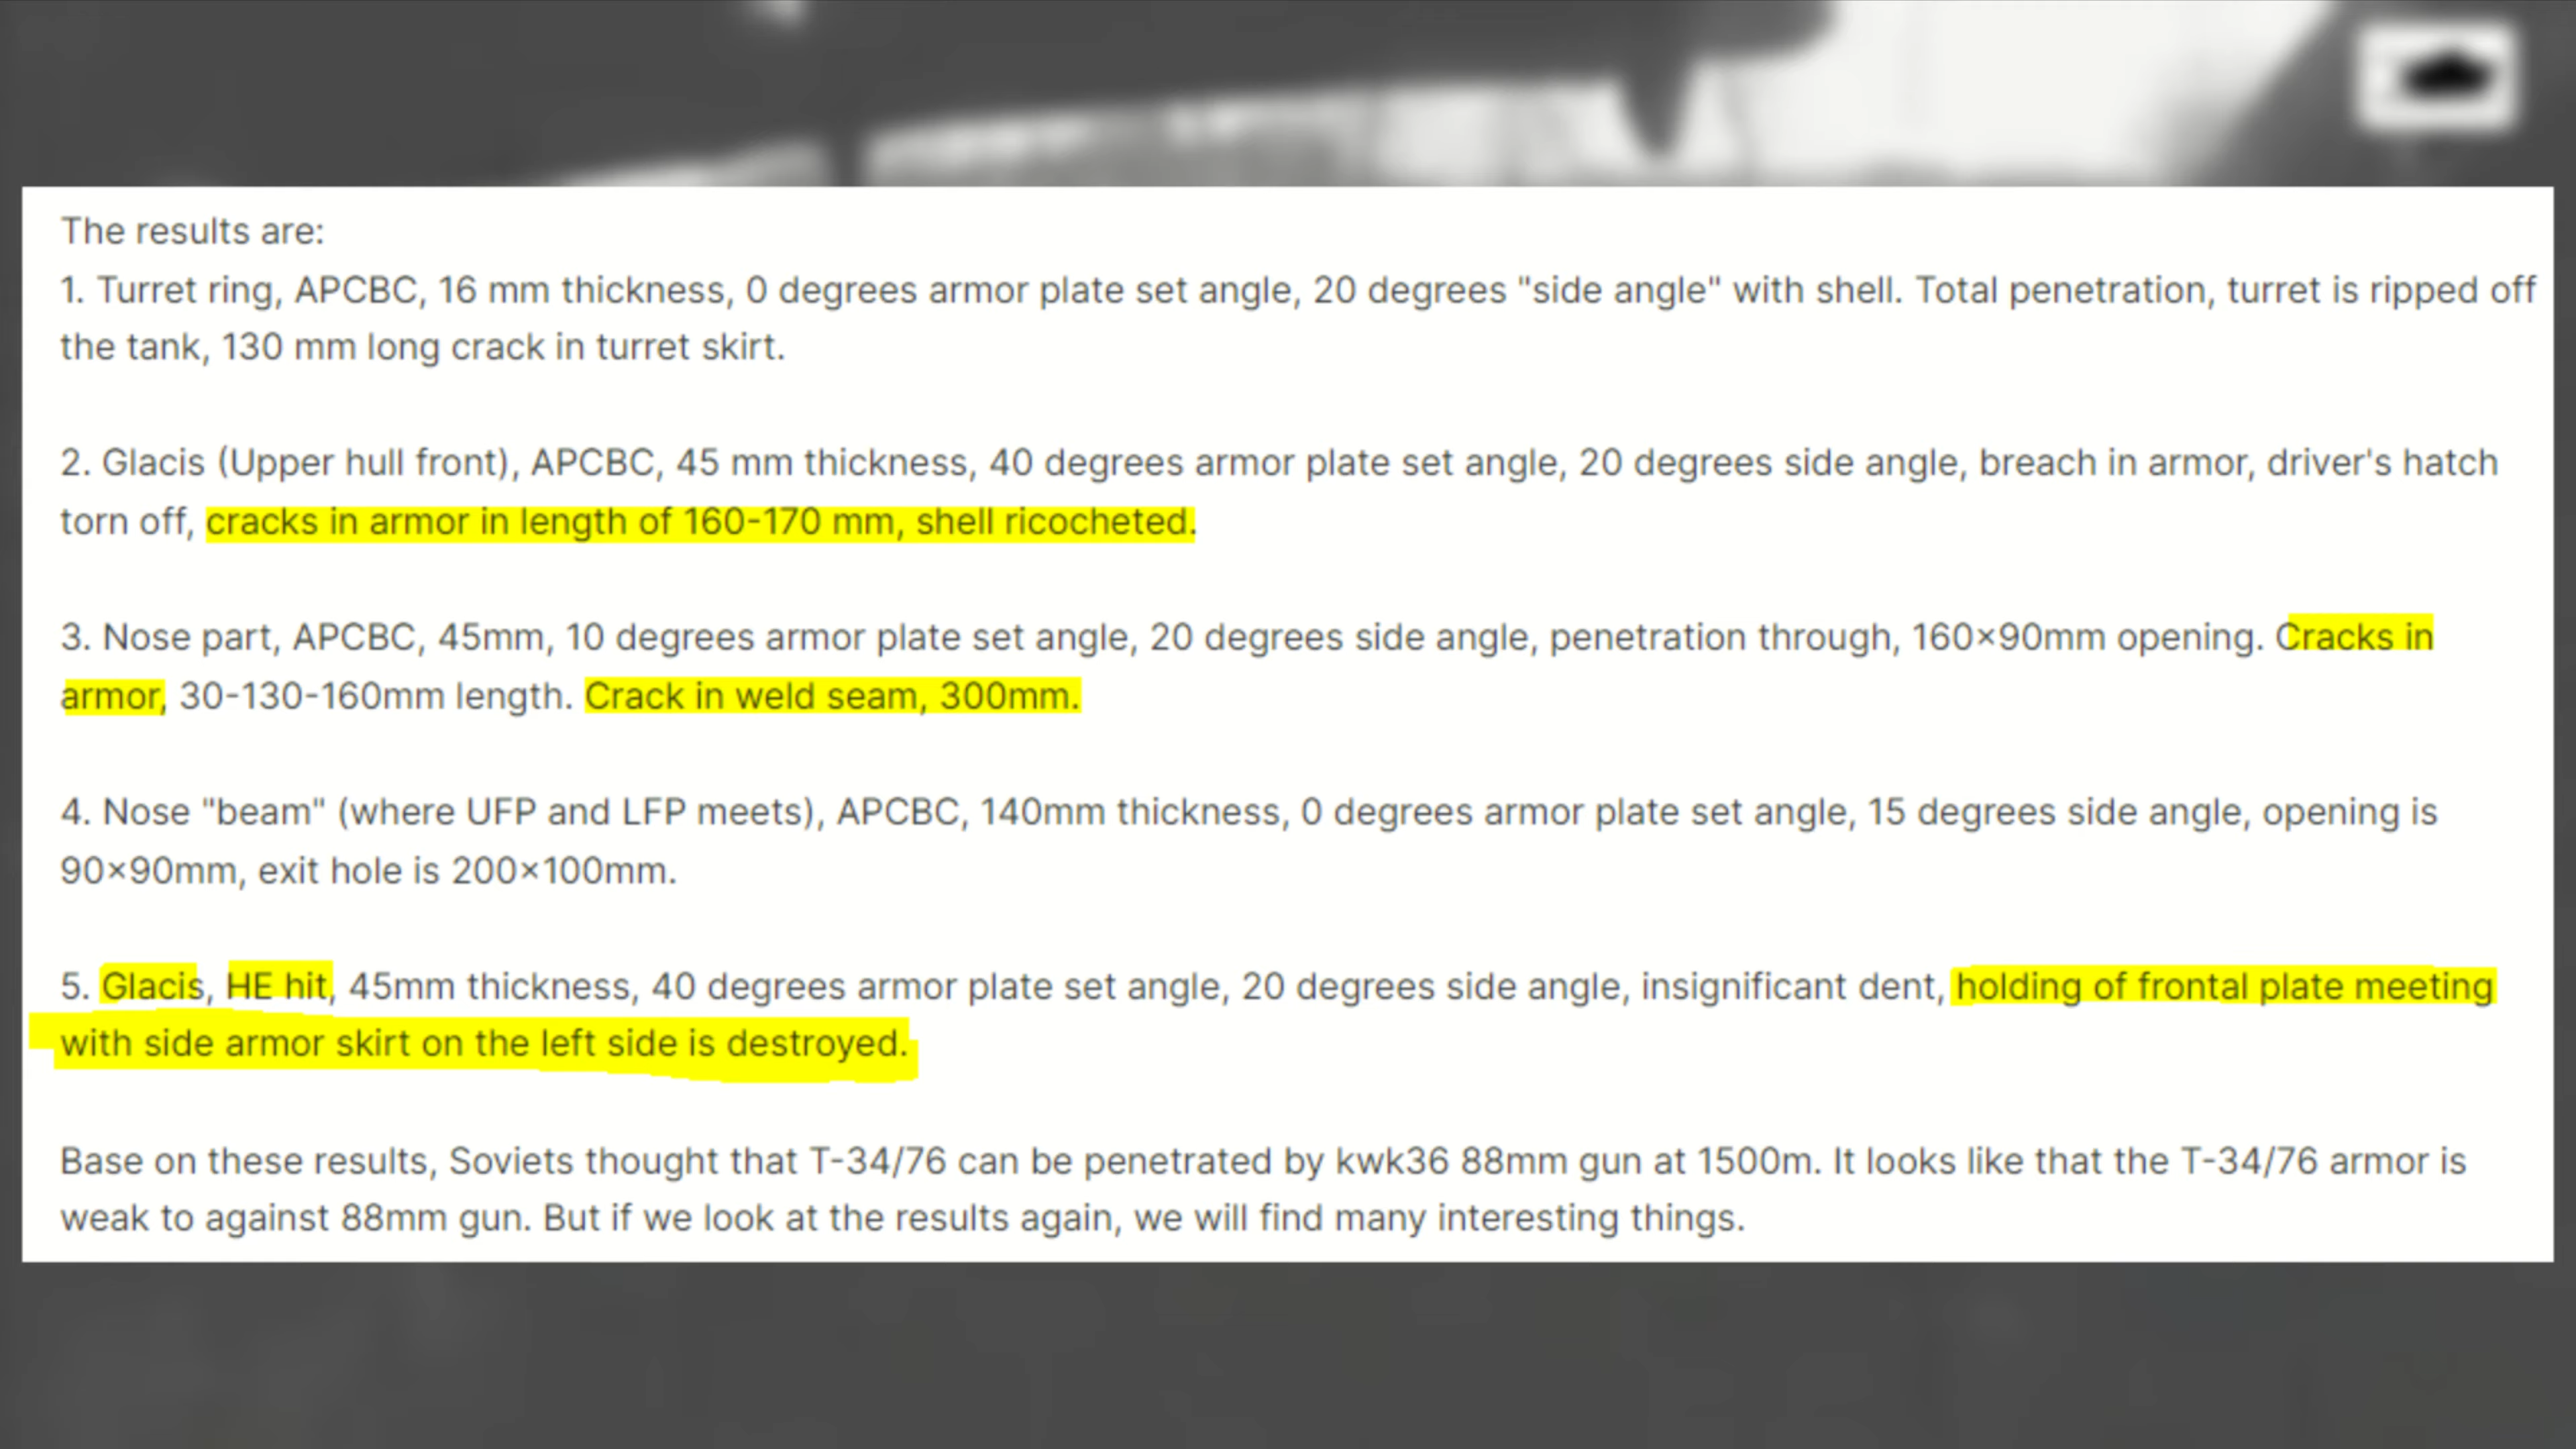 The results are:
1. Turret ring, APCBC, 16 mm thickness, 0 degrees armor plate set angle, 20 degrees "side angle" with shell. Total penetration, turret is ripped off
the tank, 130 mm long crack in turret skirt.
2. Glacis (Upper hull front), APCBC, 45 mm thickness, 40 degrees armor plate set angle, 20 degrees side angle, breach in armor, driver's hatch
torn off, cracks in armor in length of 160-170 mm, shell ricocheted.
3. Nose part, APCBC, 45mm, 10 degrees armor plate set angle, 20 degrees side angle, penetration through, 160×90mm opening. Cracks in
armor, 30-130-160mm length. Crack in weld seam, 300mm.
4. Nose "beam" (where UFP and LFP meets), APCBC, 140mm thickness, 0 degrees armor plate set angle, 15 degrees side angle, opening is
90×90mm, exit hole is 200×100mm.
5. Glacis, HE hit, 45mm thickness, 40 degrees armor plate set angle, 20 degrees side angle, insignificant dent, holding of frontal plate meeting
with side armor skirt on the left side is destroyed.
Base on these results, Soviets thought that T-34/76 can be penetrated by kwk36 88mm gun at 1500m. It looks like that the T-34/76 armor is
weak to against 88mm gun. But if we look at the results again, we will find many interesting things.